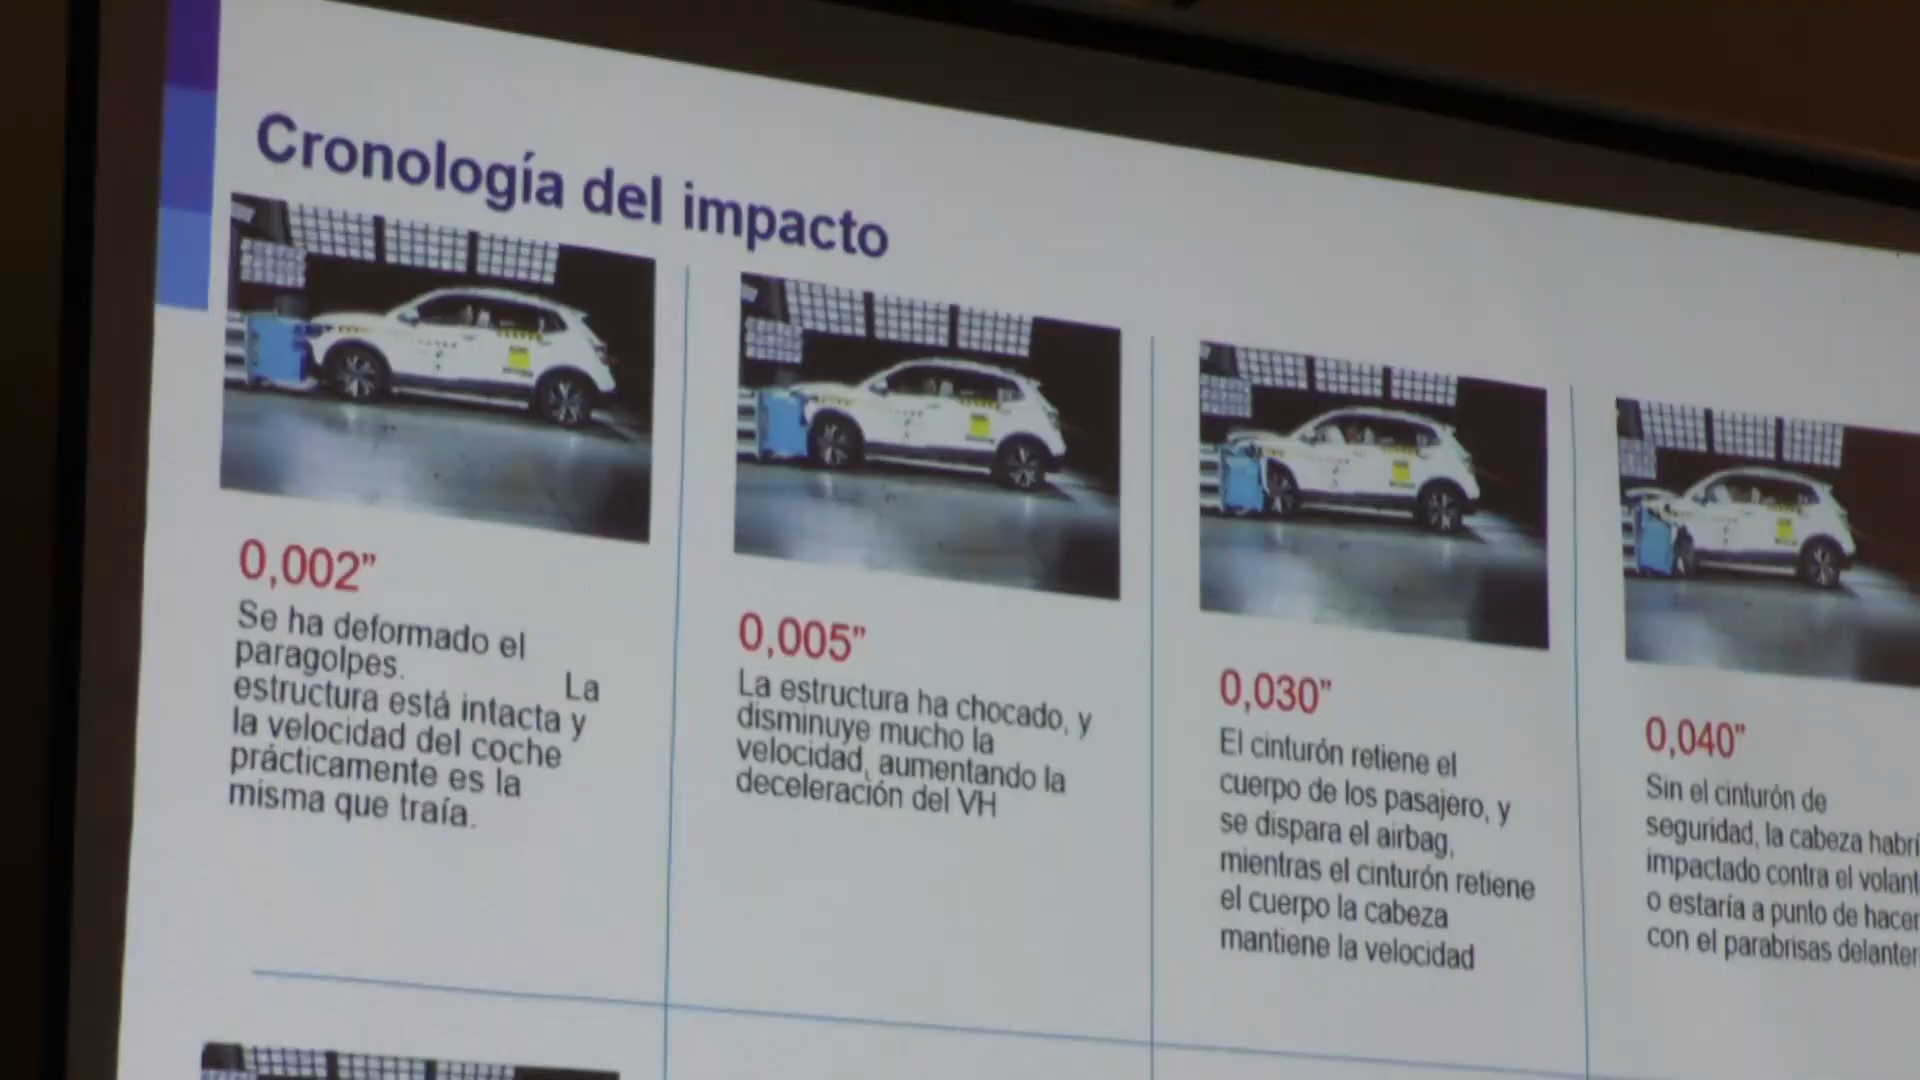 Cronología del impacto
0,002”
Se ha deformado el
paragolpes. La
estructura está intacta y
la velocidad del coche
prácticamente es la
misma que traía.
0,005”
La estructura ha chocado, y
disminuye mucho la
velocidad, aumentando la
deceleración del VH
0,030”
El cinturón retiene el
cuerpo de los pasajero, y
se dispara el airbag,
mientras el cinturón retiene
el cuerpo la cabeza
mantiene la velocidad
0,040”
Sin el cinturón de
seguridad, la cabeza
impactado contra el
o estaría a punto de
con el parabrisas